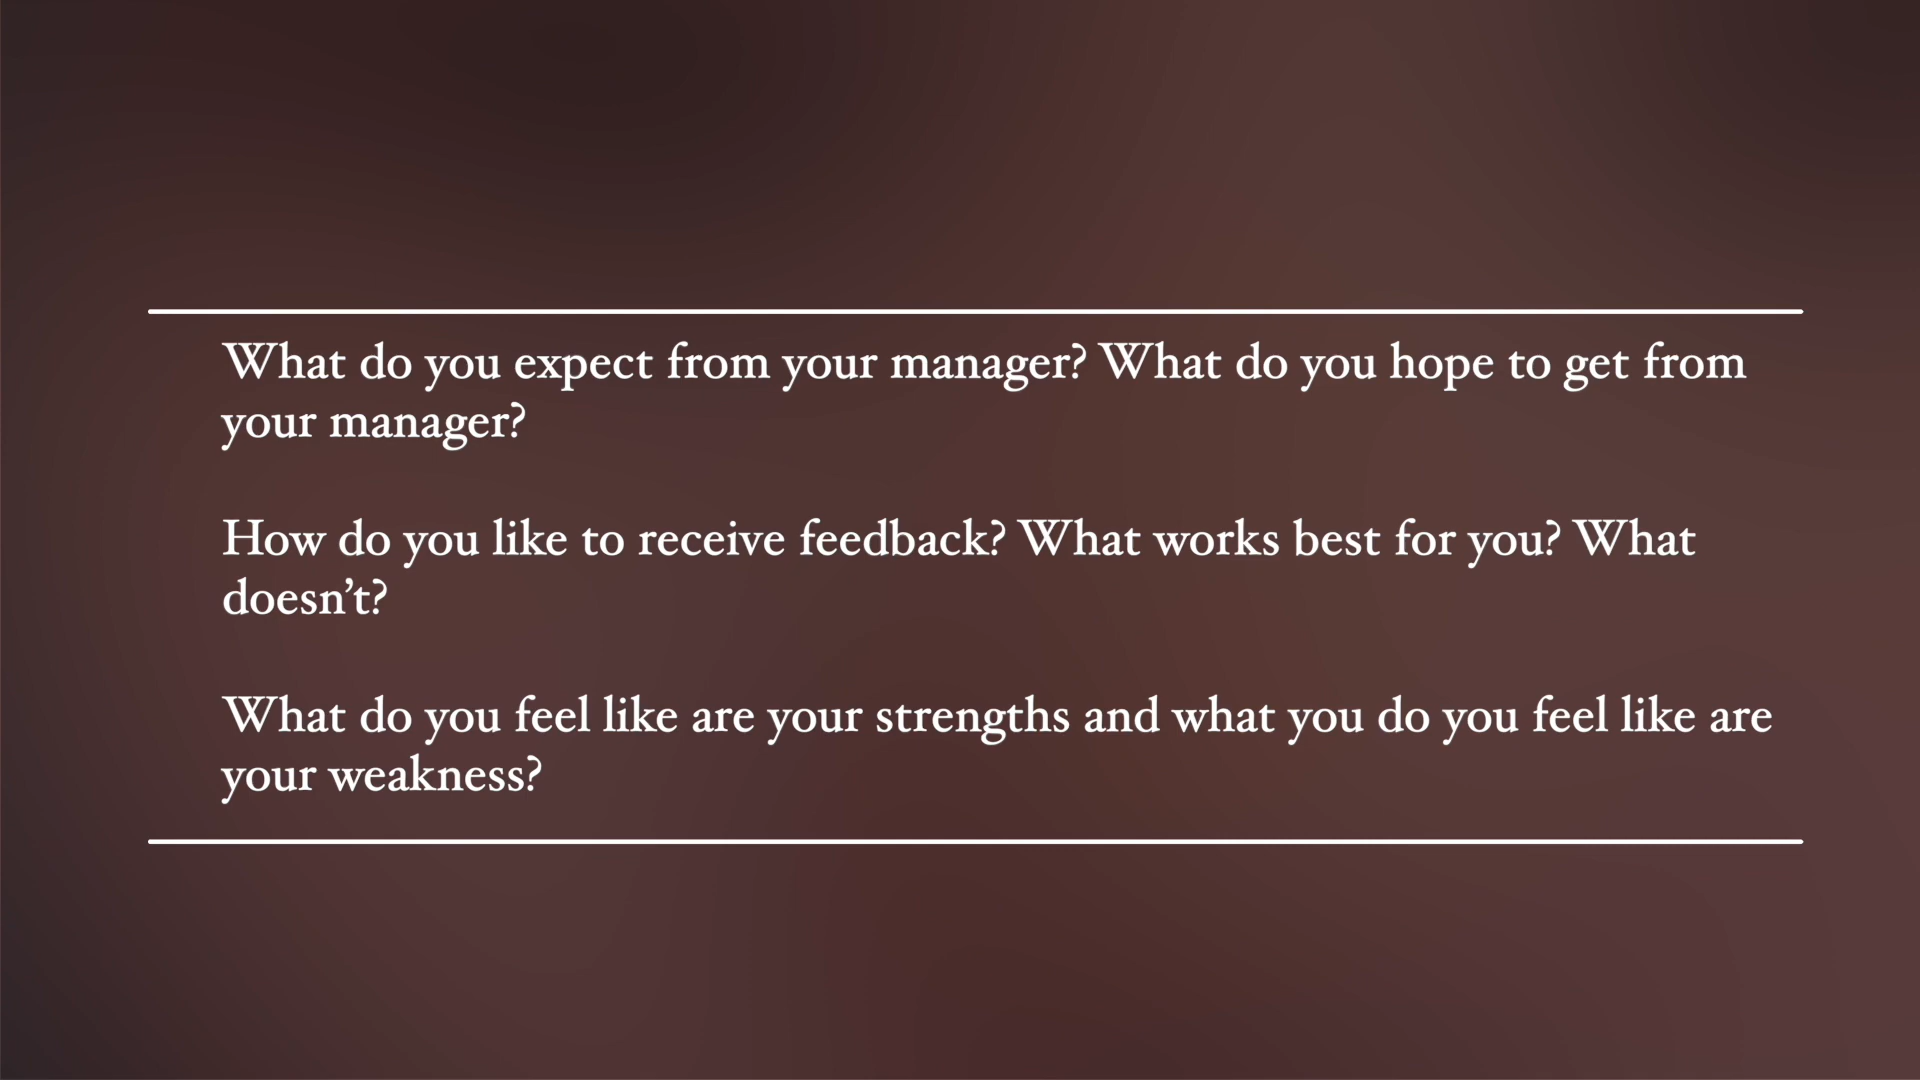 What do you expect from your manager? What do you hope to get from
your manager?
How do you like to receive feedback? What works best for you? What
doesn’t?
What do you feel like are your strengths and what you do you feel like are
your weakness?